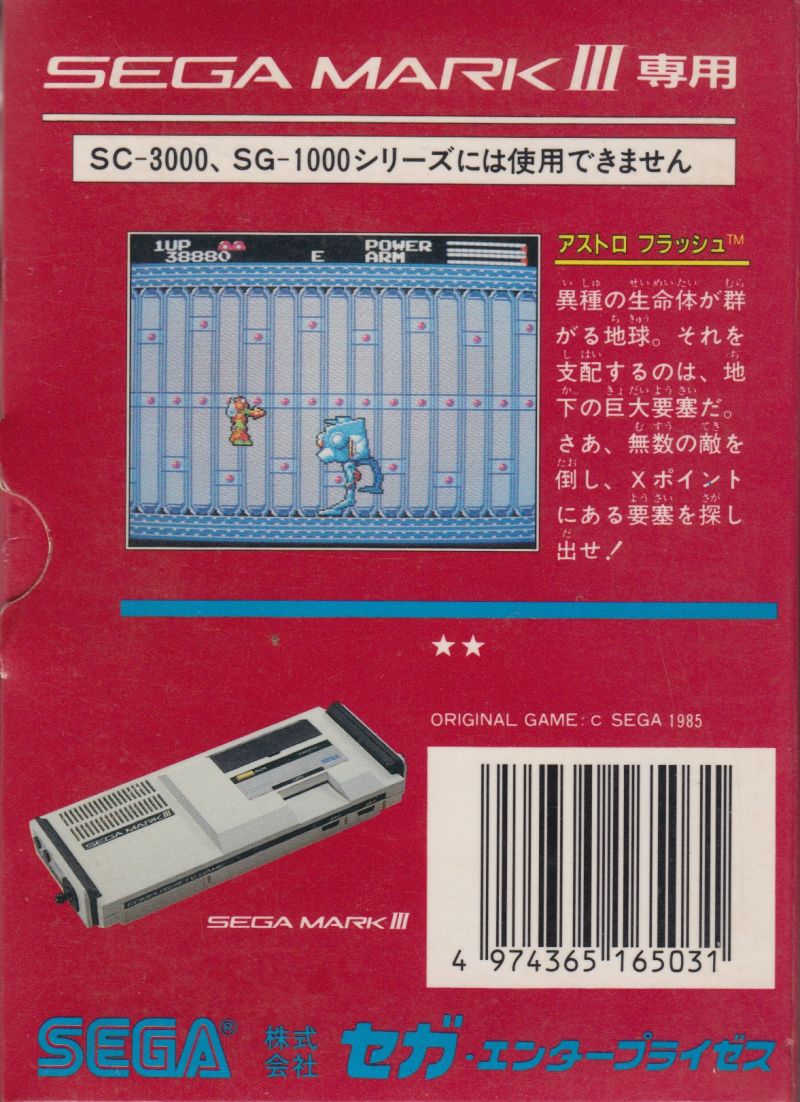 SEGA MARK III 専用
SC-3000、SG-1000シリーズには使用できません
1UP
38880
E
POWER
ARM
アストロ フラッシュ™
異種の生命体が群
がる地球。それを
支配するのは、地
下の巨大要塞だ。
さあ、無数の敵を
倒し、Xポイント
にある要塞を探し
出せ！
★★
ORIGINAL GAME: c SEGA 1985
SEGA
SEGA MARK III
SEGA MARK III
4 974365 165031
SEGA® 株式会社 セガ・エンタープライゼス